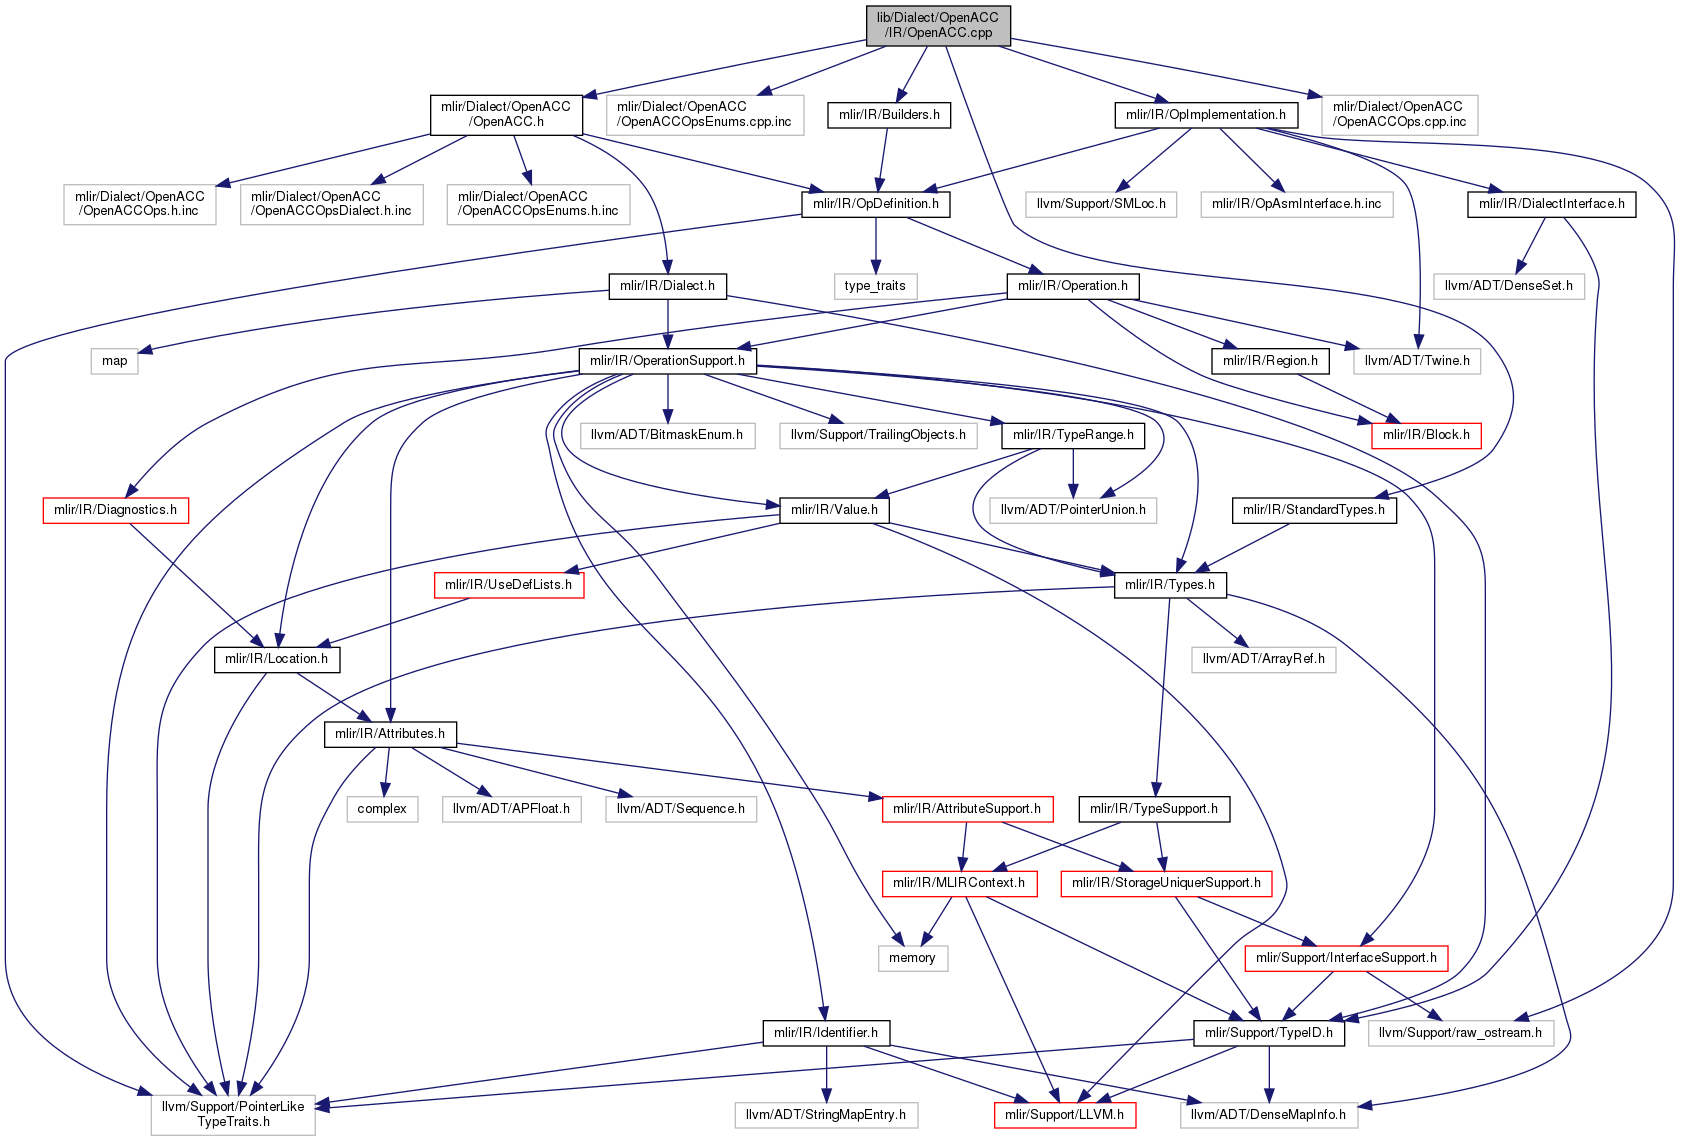 lib/Dialect/OpenACC
/IR/OpenACC.cpp
mlir/Dialect/OpenACC
/OpenACC.h
mlir/Dialect/OpenACC
/OpenACCOpsEnums.cpp.inc
mlir/IR/Builders.h
mlir/IR/OpImplementation.h
mlir/Dialect/OpenACC
/OpenACCOps.cpp.inc
mlir/Dialect/OpenACC
/OpenACCOps.h.inc
mlir/Dialect/OpenACC
/OpenACCOpsDialect.h.inc
mlir/Dialect/OpenACC
/OpenACCOpsEnums.h.inc
mlir/IR/OpDefinition.h
llvm/Support/SMLoc.h
mlir/IR/OpAsmInterface.h.inc
mlir/IR/DialectInterface.h
mlir/IR/Dialect.h
type_traits
mlir/IR/Operation.h
llvm/ADT/DenseSet.h
map
mlir/IR/OperationSupport.h
mlir/IR/Region.h
llvm/ADT/Twine.h
llvm/ADT/BitmaskEnum.h
llvm/Support/TrailingObjects.h
mlir/IR/TypeRange.h
mlir/IR/Block.h
mlir/IR/Diagnostics.h
mlir/IR/Value.h
llvm/ADT/PointerUnion.h
mlir/IR/StandardTypes.h
mlir/IR/UseDefLists.h
mlir/IR/Types.h
mlir/IR/Location.h
llvm/ADT/ArrayRef.h
mlir/IR/Attributes.h
complex
llvm/ADT/APFloat.h
llvm/ADT/Sequence.h
mlir/IR/AttributeSupport.h
mlir/IR/TypeSupport.h
mlir/IR/MLIRContext.h
mlir/IR/StorageUniquerSupport.h
memory
mlir/Support/InterfaceSupport.h
mlir/IR/Identifier.h
mlir/Support/TypeID.h
llvm/Support/raw_ostream.h
llvm/Support/PointerLike
TypeTraits.h
llvm/ADT/StringMapEntry.h
mlir/Support/LLVM.h
llvm/ADT/DenseMapInfo.h